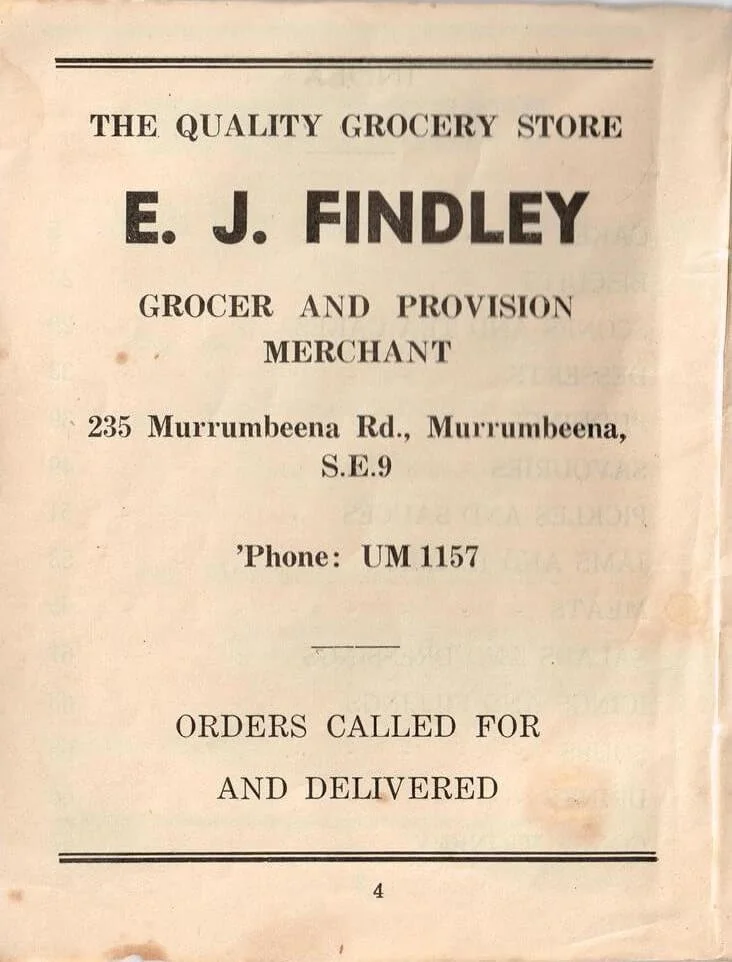 THE QUALITY GROCERY STORE
E. J. FINDLEY
GROCER AND PROVISION
MERCHANT
235 Murrumbeena Rd., Murrumbeena,
S.E.9
'Phone: UM 1157
ORDERS CALLED FOR
AND DELIVERED
4